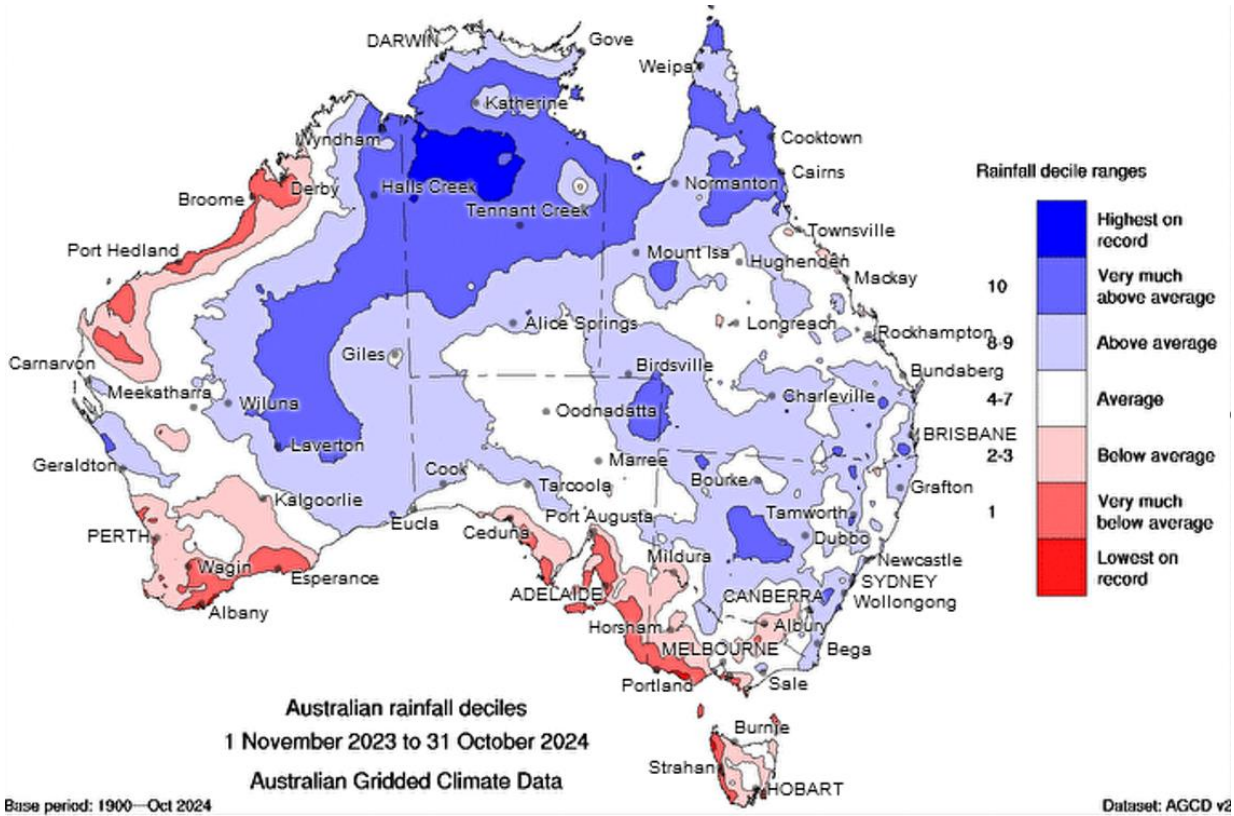 DARWIN
Gove
Weipa
Katherine
Cooktown
Wyndham
Cairns
Derby
Halls Creek
Normanton
Broome
Tennant Creek
Townsville
Port Hedland
Mount Isa
Hughenden
Mackay
Alice Springs
Longreach
Rockhampton
Giles
Carnarvon
Birdsville
Bundaberg
Meekatharra
Wiluna
Oodnadatta
Charleville
Laverton
BRISBANE
Geraldton
Cook
Marree
Kalgoorlie
Tarcoola
Bourke
Grafton
Eucla
Port Augusta
Tamworth
PERTH
Ceduna
Dubbo
Mildura
Newcastle
Wagin
Esperance
SYDNEY
ADELAIDE
CANBERRA
Wollongong
Albany
Horsham
Albury
MELBOURNE
Bega
Portland
Sale
Burnie
Strahan
HOBART
Rainfall decile ranges
Highest on
record
10
Very much
above average
8-9
Above average
4-7
Average
2-3
Below average
1
Very much
below average
Lowest on
record
Australian rainfall deciles
1 November 2023 to 31 October 2024
Australian Gridded Climate Data
Base period: 1900—Oct 2024
Dataset: AGCD v2